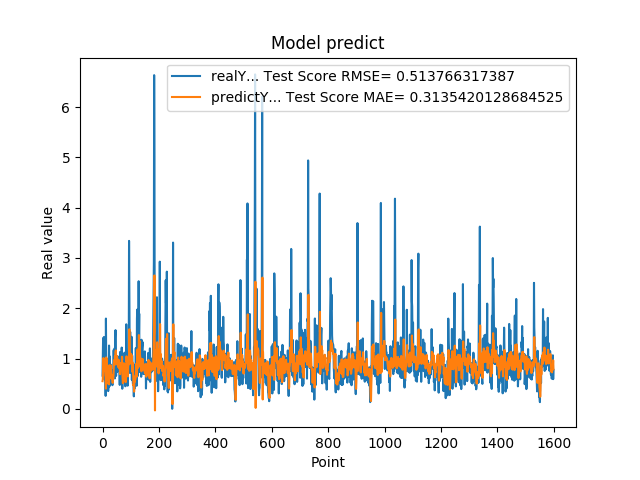 Model predict
realY... Test Score RMSE= 0.513766317387
predictY... Test Score MAE= 0.3135420128684525
6
5
4
3
2
1
0
Real value
0 200 400 600 800 1000 1200 1400 1600
Point